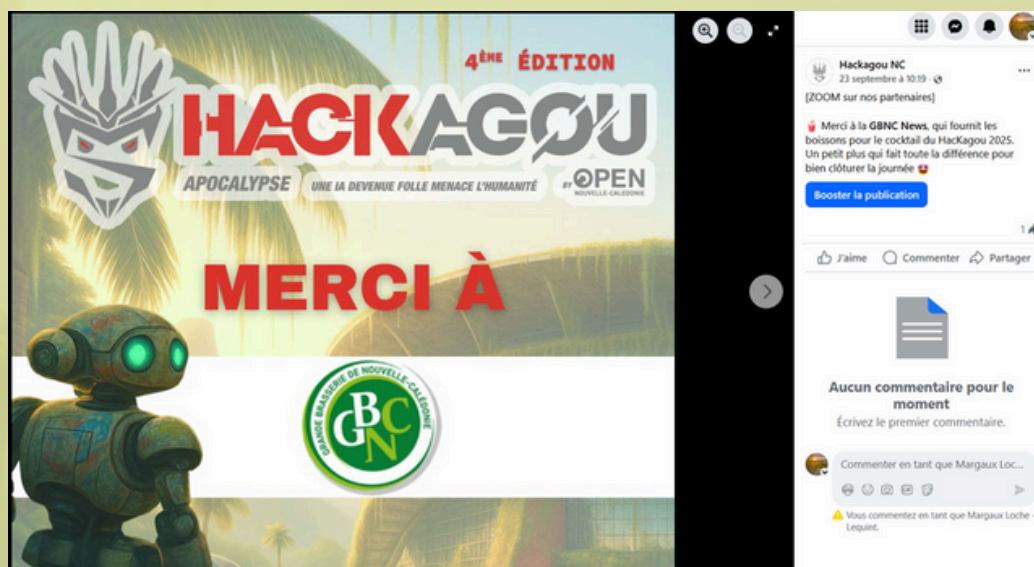 4ÈME ÉDITION
HACKAGOU
APOCALYPSE UNE IA DEVENUE FOLLE MENACE L'HUMANITÉ BY OPEN
NOUVELLE-CALÉDONIE
MERCI À
GRANDE BRASSERIE DE NOUVELLE-CALÉDONIE
GBNC
Hackagou NC
23 septembre à 10:19 ·
[ZOOM sur nos partenaires]
Merci à la GBNC News, qui fournit les
boissons pour le cocktail du HacKagou 2025.
Un petit plus qui fait toute la différence pour
bien clôturer la journée
Booster la publication
1
J'aime Commenter Partager
Aucun commentaire pour le
moment
Écrivez le premier commentaire.
Commenter en tant que Margaux Loc...
Vous commentez en tant que Margaux Loche -
Lequint.